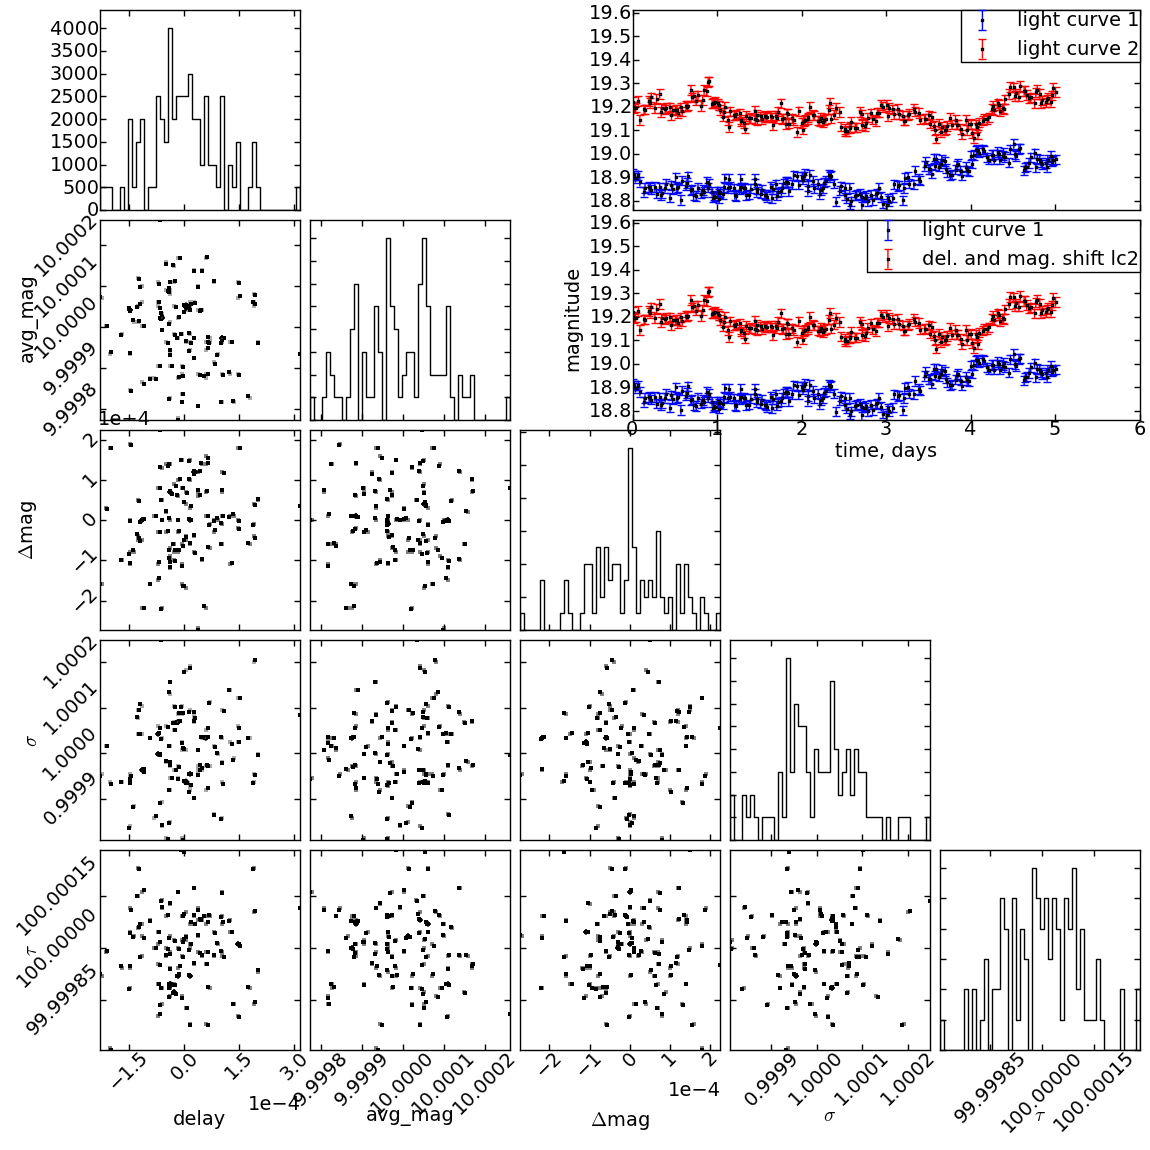 4000
3500
3000
2500
2000
1500
1000
500
0
19.6
19.5
19.4
19.3
19.2
19.1
19.0
18.9
18.8
light curve 1
light curve 2
10.0002
10.0001
10.0000
9.9999
9.9998
avg_mag
19.6
19.5
19.4
19.3
19.2
19.1
19.0
18.9
18.8
magnitude
light curve 1
del. and mag. shift lc2
0 1 2 3 4 5 6
time, days
1e−4
2
1
0
−1
−2
Δmag
1.0002
1.0001
1.0000
0.9999
σ
100.00015
100.00000
99.99985
τ
−1.5 0.0 1.5 3.0
1e−4
delay
9.9998 9.9999 10.0000 10.0001 10.0002
avg_mag
−2 −1 0 1 2
1e−4
Δmag
0.9999 1.0000 1.0001 1.0002
σ
99.99985 100.00000 100.00015
τ